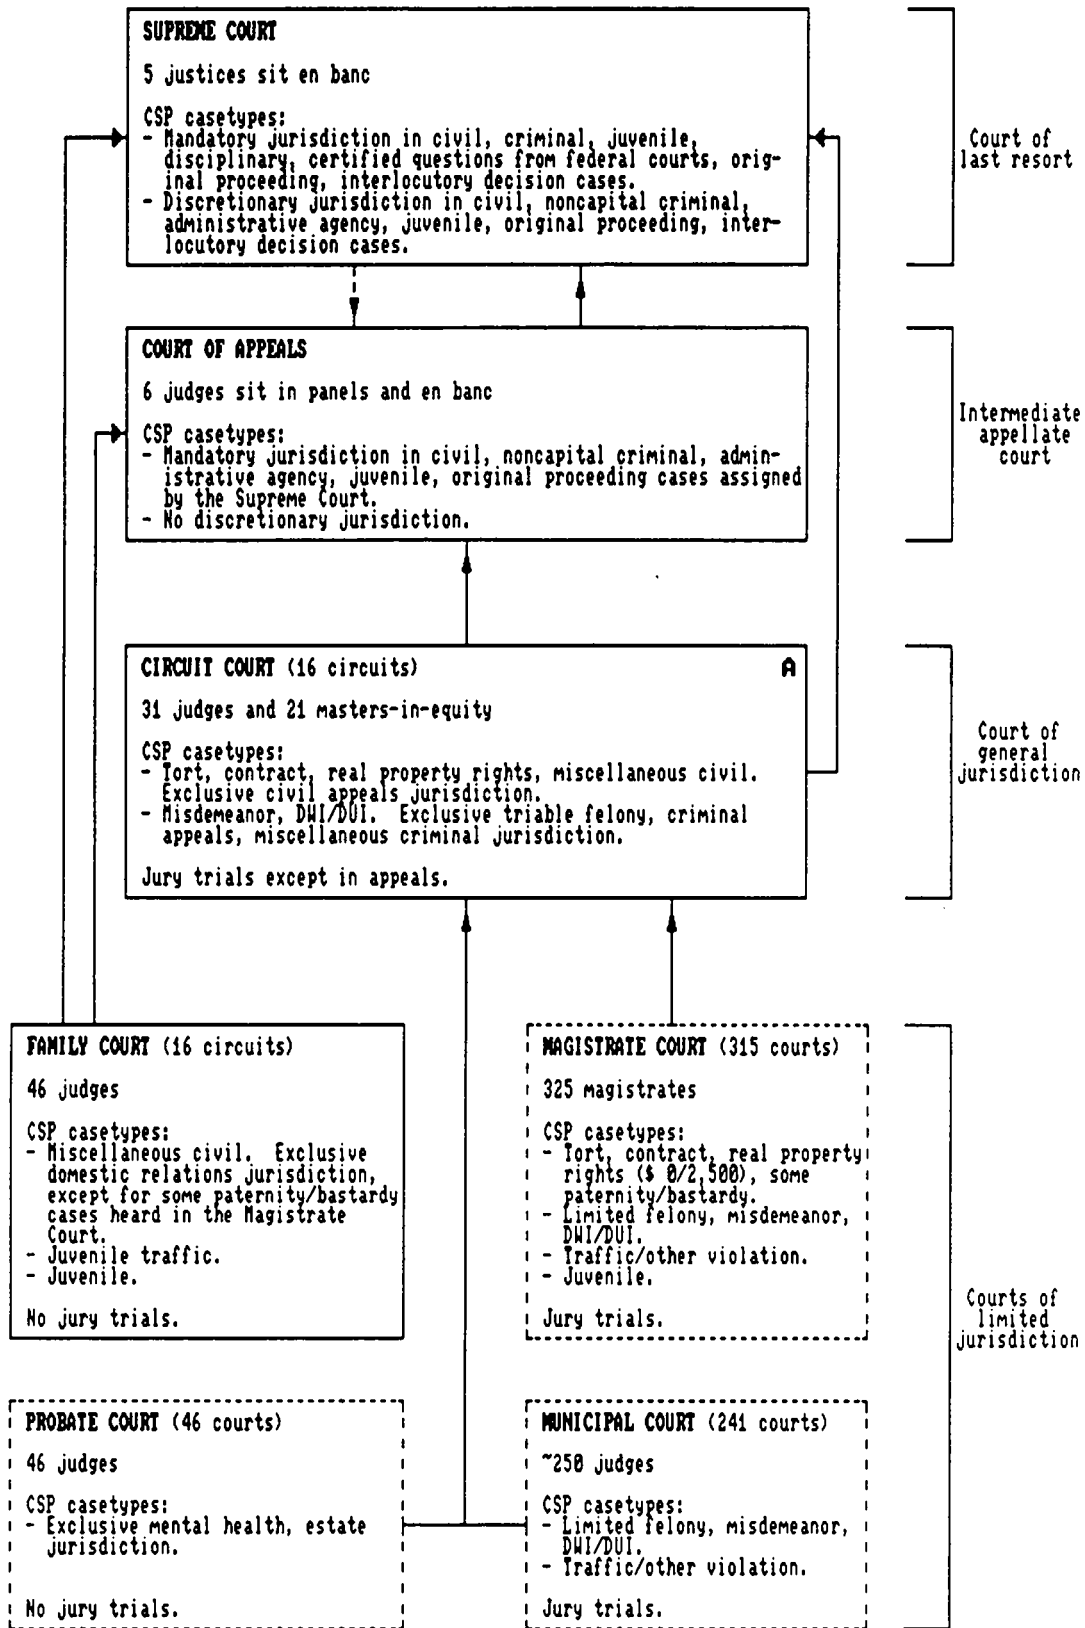 SUPREME COURT
5 justices sit en banc
CSP casetypes:
- Mandatory jurisdiction in civil, criminal, juvenile,
disciplinary, certified questions from federal courts, orig-
inal proceeding, interlocutory decision cases.
- Discretionary jurisdiction in civil, noncapital criminal,
administrative agency, juvenile, original proceeding, inter-
locutory decision cases.
Court of
last resort
COURT OF APPEALS
6 judges sit in panels and en banc
CSP casetypes:
- Mandatory jurisdiction in civil, noncapital criminal, admin-
istrative agency, juvenile, original proceeding cases assigned
by the Supreme Court.
- No discretionary jurisdiction.
Intermediate
appellate
court
CIRCUIT COURT (16 circuits) A
31 judges and 21 masters-in-equity
CSP casetypes:
- Tort, contract, real property rights, miscellaneous civil.
Exclusive civil appeals jurisdiction.
- Misdemeanor, DWI/DUI. Exclusive triable felony, criminal
appeals, miscellaneous criminal jurisdiction.
Jury trials except in appeals.
Court of
general
jurisdiction
FAMILY COURT (16 circuits)
46 judges
CSP casetypes:
- Miscellaneous civil. Exclusive
domestic relations jurisdiction,
except for some paternity/bastardy
cases heard in the Magistrate
Court.
- Juvenile traffic.
- Juvenile.
No jury trials.
MAGISTRATE COURT (315 courts)
325 magistrates
CSP casetypes:
- Tort, contract, real property
rights ($ 0/2,500), some
paternity/bastardy.
- Limited felony, misdemeanor,
DWI/DUI.
- Traffic/other violation.
- Juvenile.
Jury trials.
Courts of
limited
jurisdiction
PROBATE COURT (46 courts)
46 judges
CSP casetypes:
- Exclusive mental health, estate
jurisdiction.
No jury trials.
MUNICIPAL COURT (241 courts)
~250 judges
CSP casetypes:
- Limited felony, misdemeanor,
DWI/DUI.
- Traffic/other violation.
Jury trials.